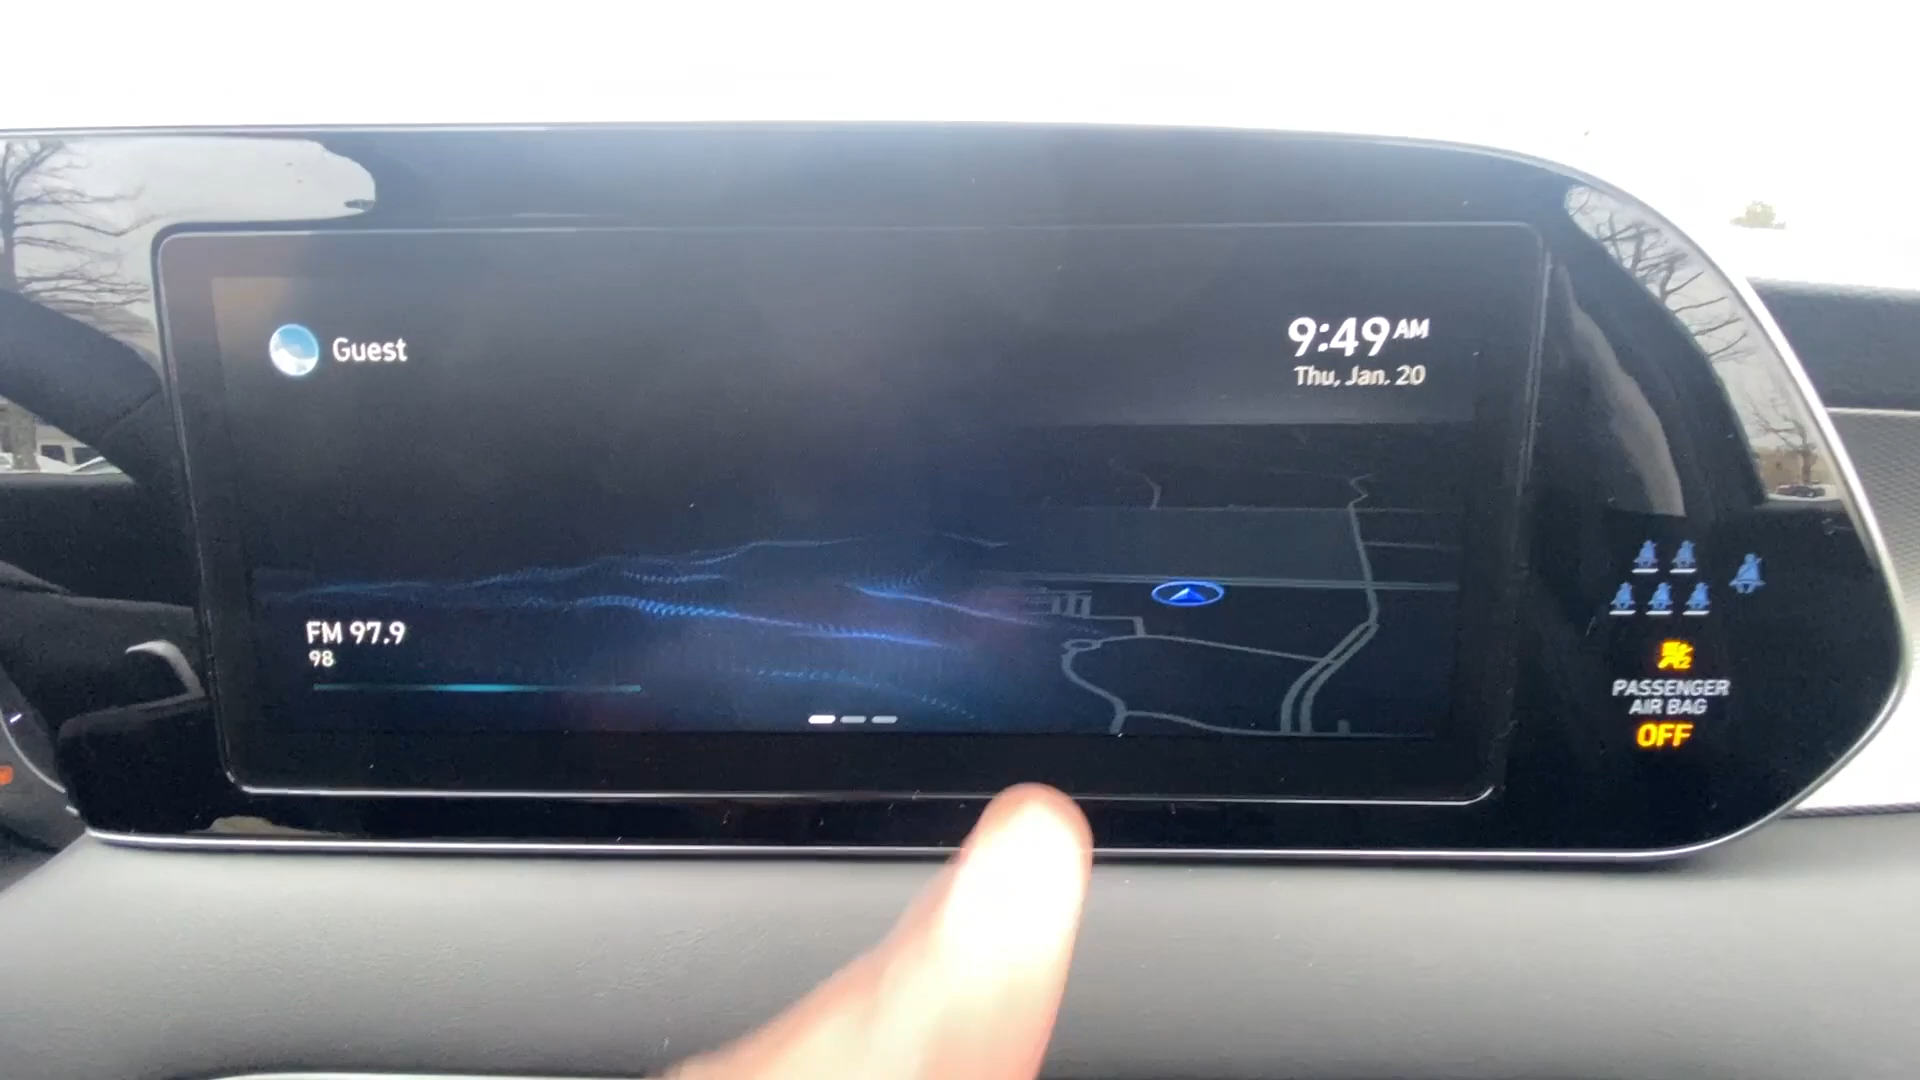 Guest
9:49 AM
Thu, Jan. 20
FM 97.9
98
PASSENGER
AIR BAG
OFF